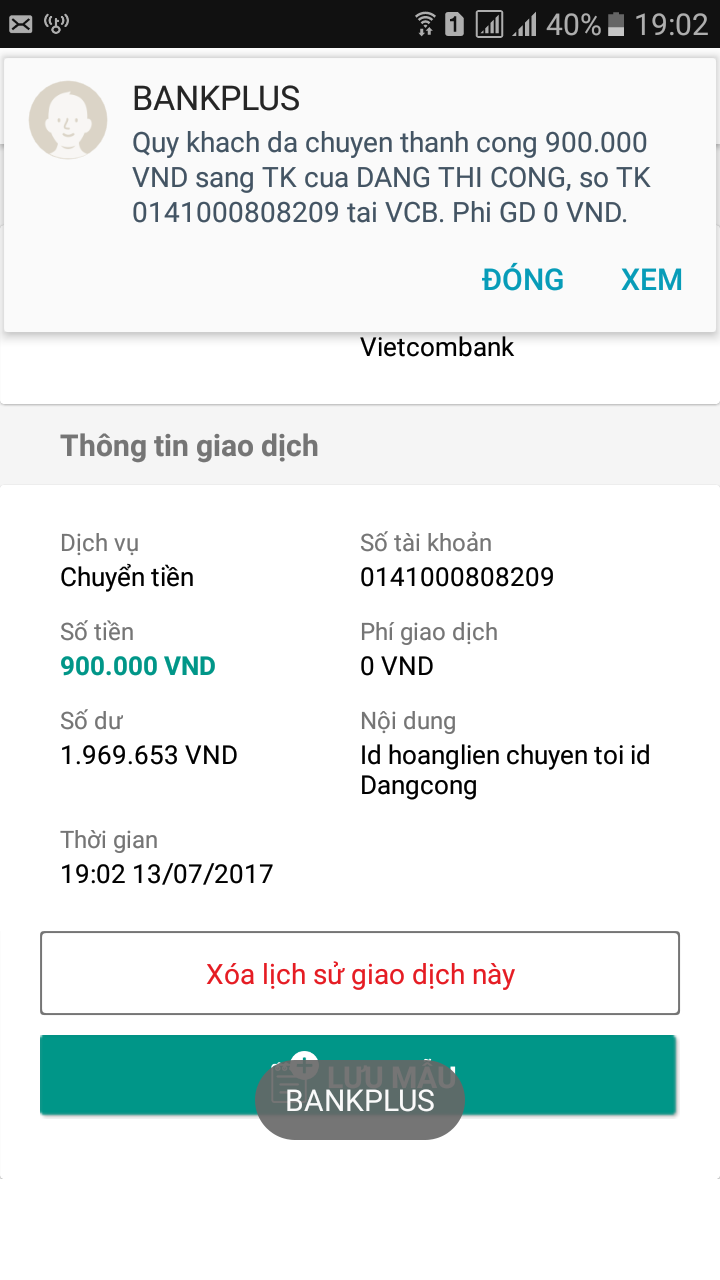 1
40%
19:02
BANKPLUS
Quy khach da chuyen thanh cong 900.000
VND sang TK cua DANG THI CONG, so TK
0141000808209 tai VCB. Phi GD 0 VND.
ĐÓNG
XEM
Vietcombank
Thông tin giao dịch
Dịch vụ
Số tài khoản
Chuyển tiền
0141000808209
Số tiền
Phí giao dịch
900.000 VND
0 VND
Số dư
Nội dung
1.969.653 VND
Id hoanglien chuyen toi id
Dangcong
Thời gian
19:02 13/07/2017
Xóa lịch sử giao dịch này
LƯU MẪU
BANKPLUS